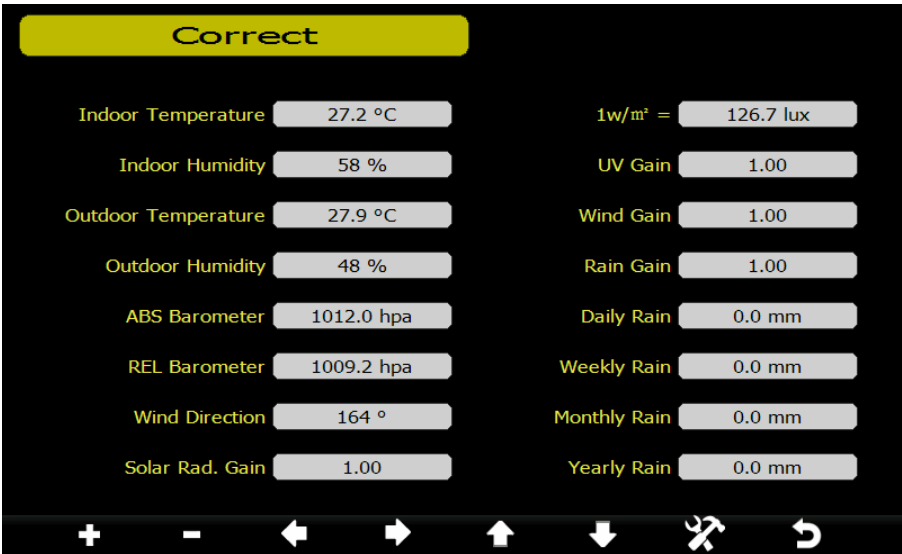 Correct
Indoor Temperature 27.2 °C
Indoor Humidity 58 %
Outdoor Temperature 27.9 °C
Outdoor Humidity 48 %
ABS Barometer 1012.0 hpa
REL Barometer 1009.2 hpa
Wind Direction 164 °
Solar Rad. Gain 1.00
1w/㎡ = 126.7 lux
UV Gain 1.00
Wind Gain 1.00
Rain Gain 1.00
Daily Rain 0.0 mm
Weekly Rain 0.0 mm
Monthly Rain 0.0 mm
Yearly Rain 0.0 mm